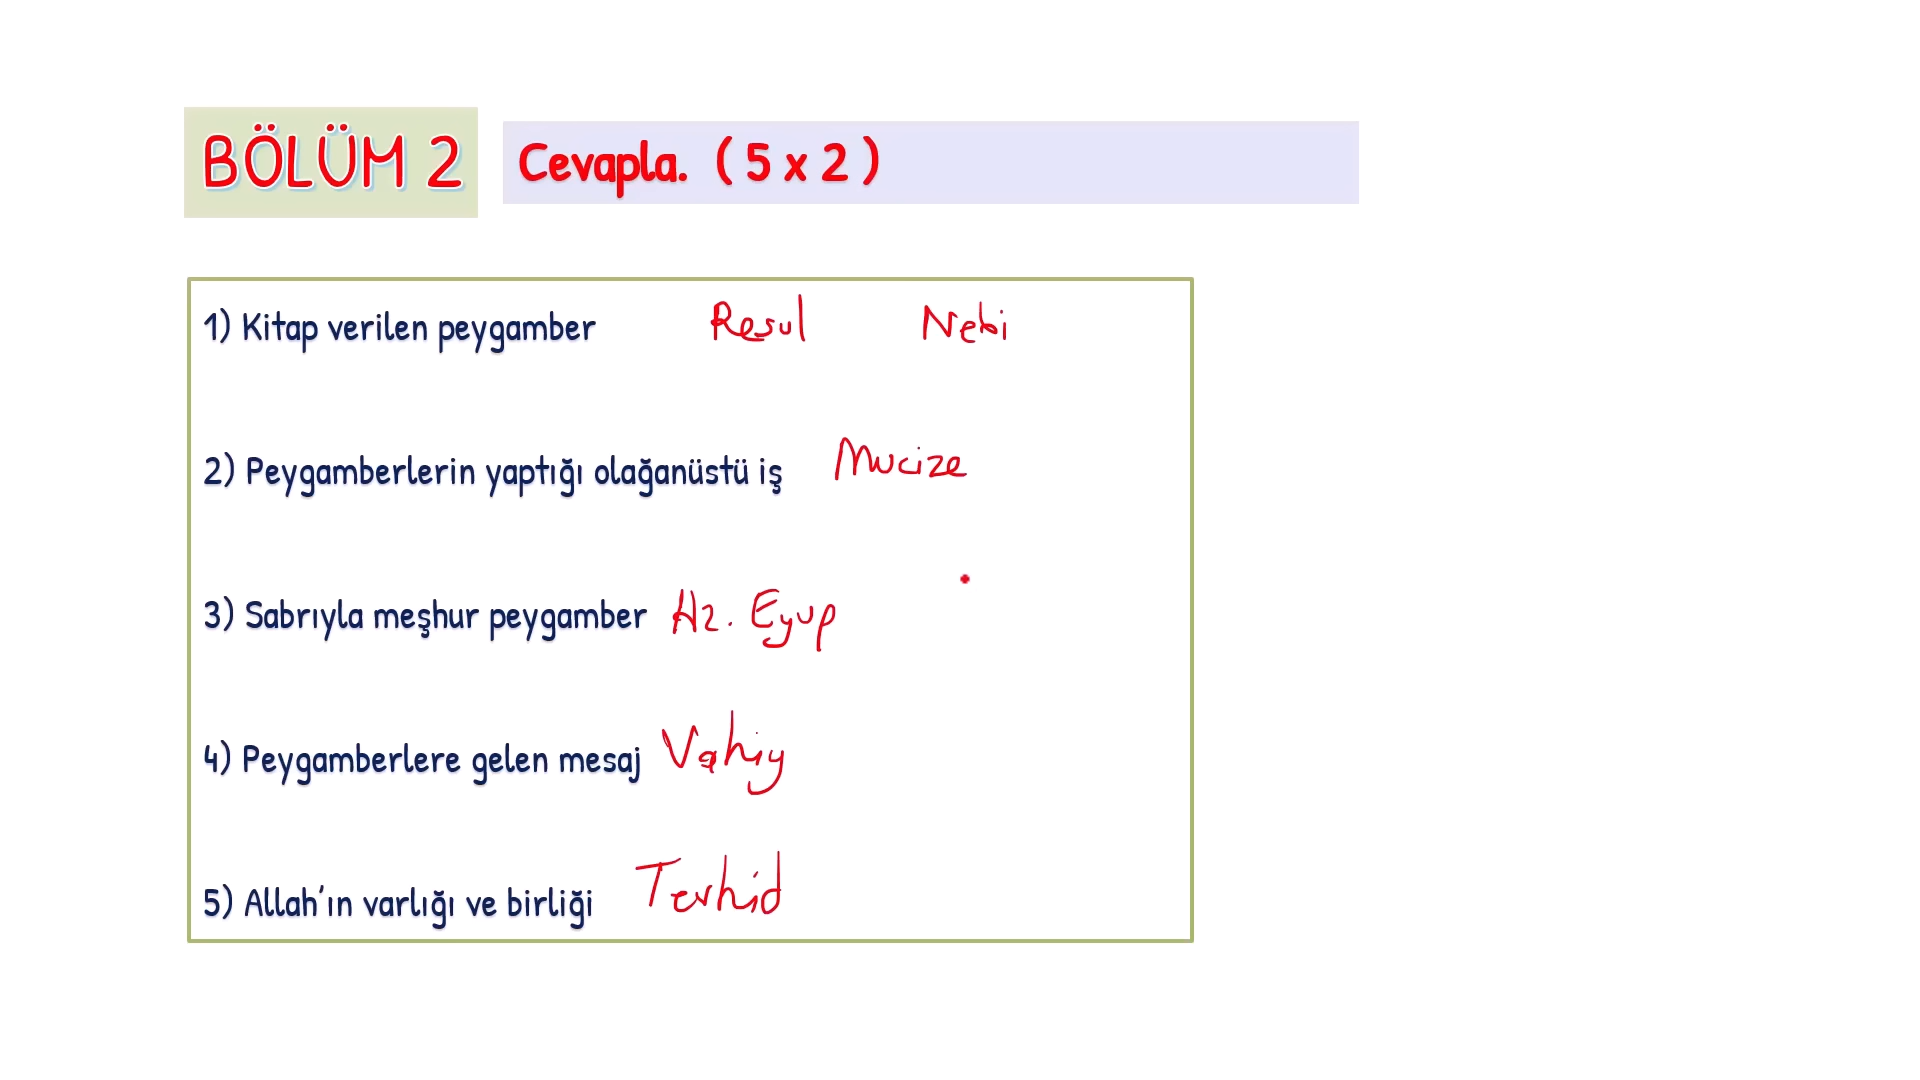 BÖLÜM 2 Cevapla. ( 5 x 2 )
1) Kitap verilen peygamber Resul Nebi
2) Peygamberlerin yaptığı olağanüstü iş Mucize
3) Sabrıyla meşhur peygamber Hz. Eyup
4) Peygamberlere gelen mesaj Vahiy
5) Allah'ın varlığı ve birliği Tevhid